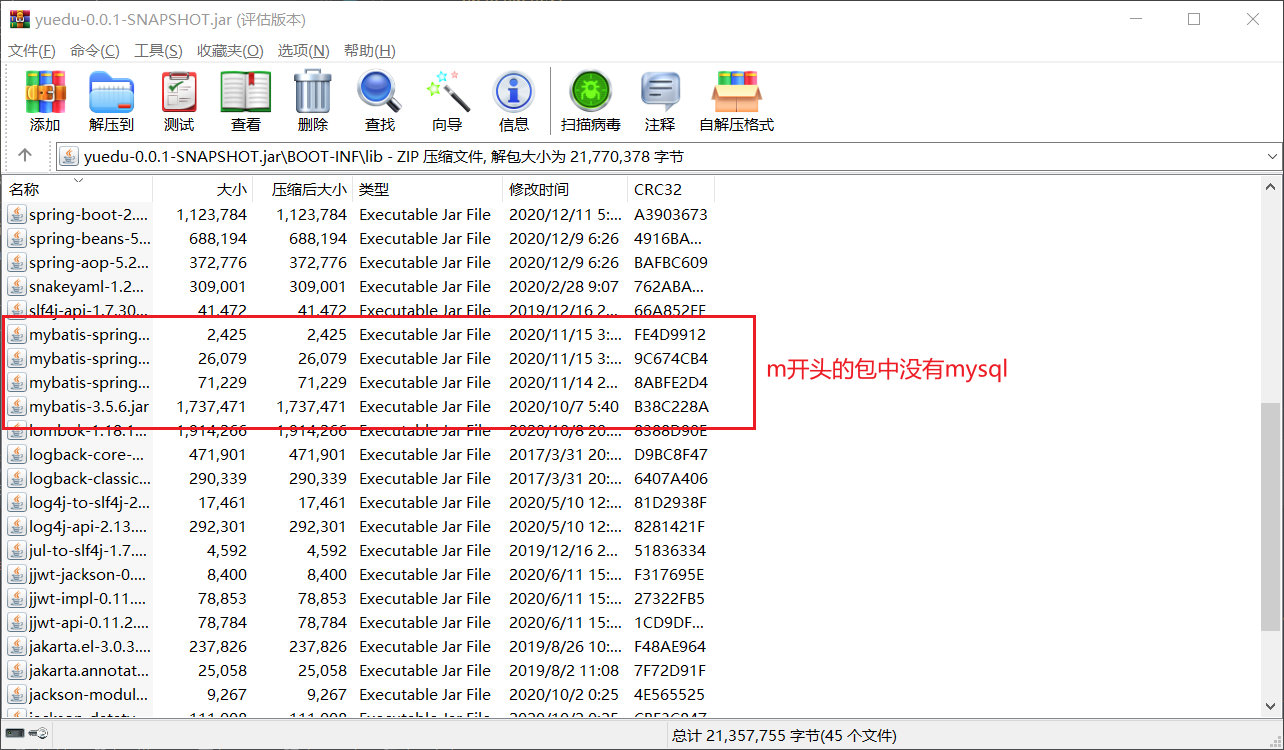 yuedu-0.0.1-SNAPSHOT.jar (评估版本)
文件(F) 命令(C) 工具(S) 收藏夹(O) 选项(N) 帮助(H)
添加 解压到 测试 查看 删除 查找 向导 信息 扫描病毒 注释 自解压格式
yuedu-0.0.1-SNAPSHOT.jar\BOOT-INF\lib - ZIP 压缩文件, 解包大小为 21,770,378 字节
名称 大小 压缩后大小 类型 修改时间 CRC32
spring-boot-2.... 1,123,784 1,123,784 Executable Jar File 2020/12/11 5:... A3903673
spring-beans-5... 688,194 688,194 Executable Jar File 2020/12/9 6:26 4916BA...
spring-aop-5.2... 372,776 372,776 Executable Jar File 2020/12/9 6:26 BAFBC609
snakeyaml-1.2... 309,001 309,001 Executable Jar File 2020/2/28 9:07 762ABA...
slf4j-api-1.7.30... 41,472 41,472 Executable Jar File 2019/12/16 2... 66A852FF
mybatis-spring... 2,425 2,425 Executable Jar File 2020/11/15 3:... FE4D9912
mybatis-spring... 26,079 26,079 Executable Jar File 2020/11/15 3:... 9C674CB4
m开头的包中没有mysql
mybatis-spring... 71,229 71,229 Executable Jar File 2020/11/14 2... 8ABFE2D4
mybatis-3.5.6.jar 1,737,471 1,737,471 Executable Jar File 2020/10/7 5:40 B38C228A
lombok-1.18.1... 1,914,266 1,914,266 Executable Jar File 2020/10/8 20:... 8388D90E
logback-core-... 471,901 471,901 Executable Jar File 2017/3/31 20:... D9BC8F47
logback-classic... 290,339 290,339 Executable Jar File 2017/3/31 20:... 6407A406
log4j-to-slf4j-2... 17,461 17,461 Executable Jar File 2020/5/10 12:... 81D2938F
log4j-api-2.13.... 292,301 292,301 Executable Jar File 2020/5/10 12:... 8281421F
jul-to-slf4j-1.7.... 4,592 4,592 Executable Jar File 2019/12/16 2... 51836334
jjwt-jackson-0.... 8,400 8,400 Executable Jar File 2020/6/11 15:... F317695E
jjwt-impl-0.11.... 78,853 78,853 Executable Jar File 2020/6/11 15:... 27322FB5
jjwt-api-0.11.2.... 78,784 78,784 Executable Jar File 2020/6/11 15:... 1CD9DF...
jakarta.el-3.0.3.... 237,826 237,826 Executable Jar File 2019/8/26 10:... F48AE964
jakarta.annotat... 25,058 25,058 Executable Jar File 2019/8/2 11:08 7F72D91F
jackson-modul... 9,267 9,267 Executable Jar File 2020/10/2 0:25 4E565525
Executable Jar File
总计 21,357,755 字节(45 个文件)